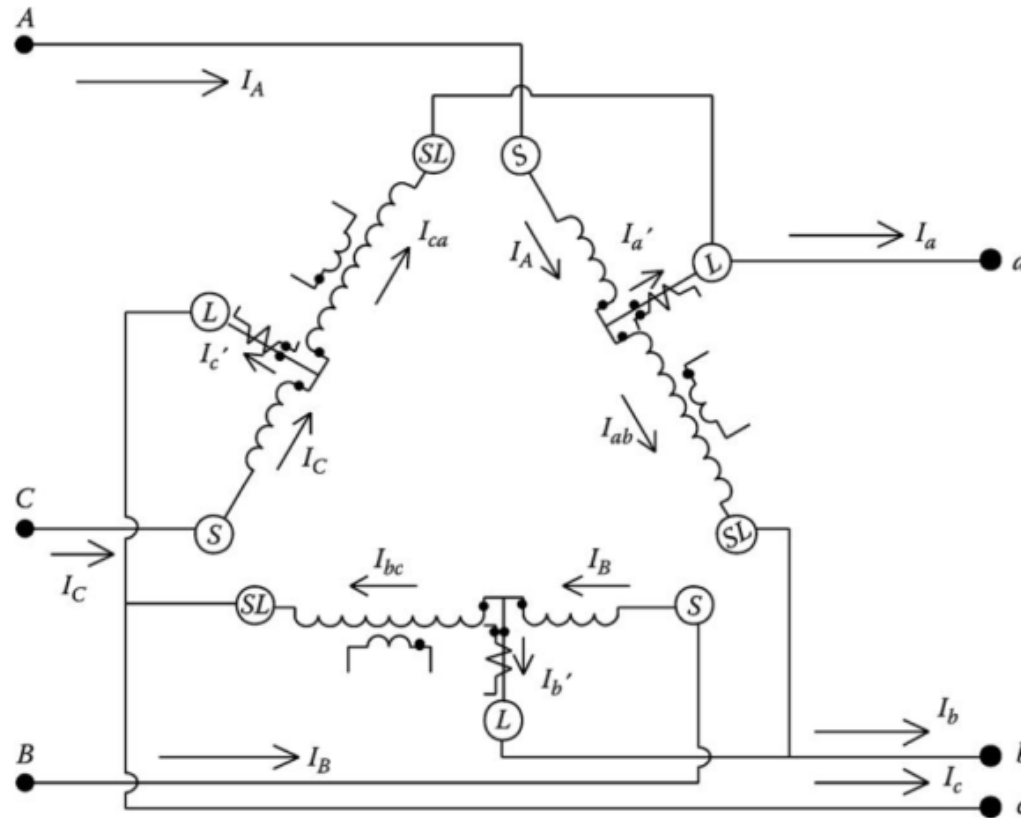 A
I_A
SL
S
I_ca
I_A
I_a′
L
I_a
L
I_c′
I_ab
I_C
C
S
I_C
SL
I_bc
I_B
SL
S
I_b′
L
I_b
B
I_B
b
I_c